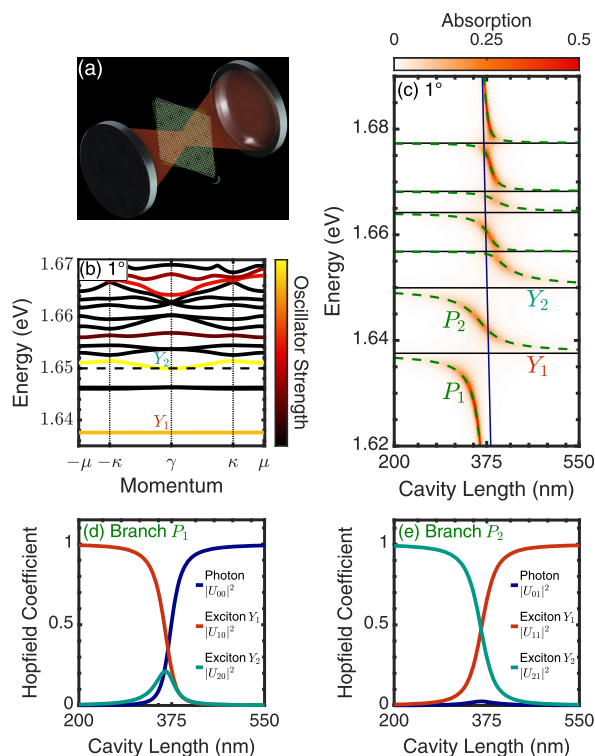 (a)
Absorption
0 0.25 0.5
(c) 1°
1.68
1.66
1.64
1.62
Energy (eV)
Y₂
P₂
Y₁
P₁
200 375 550
Cavity Length (nm)
(b) 1°
1.67
1.66
1.65
1.64
Energy (eV)
Y₂
Y₁
−μ −κ γ κ μ
Momentum
Oscillator Strength
0
(d) Branch P₁
1
0.5
0
Hopfield Coefficient
Photon
|U₀₀|²
Exciton Y₁
|U₁₀|²
Exciton Y₂
|U₂₀|²
200 375 550
Cavity Length (nm)
(e) Branch P₂
1
0.5
0
Hopfield Coefficient
Photon
|U₀₁|²
Exciton Y₁
|U₁₁|²
Exciton Y₂
|U₂₁|²
200 375 550
Cavity Length (nm)